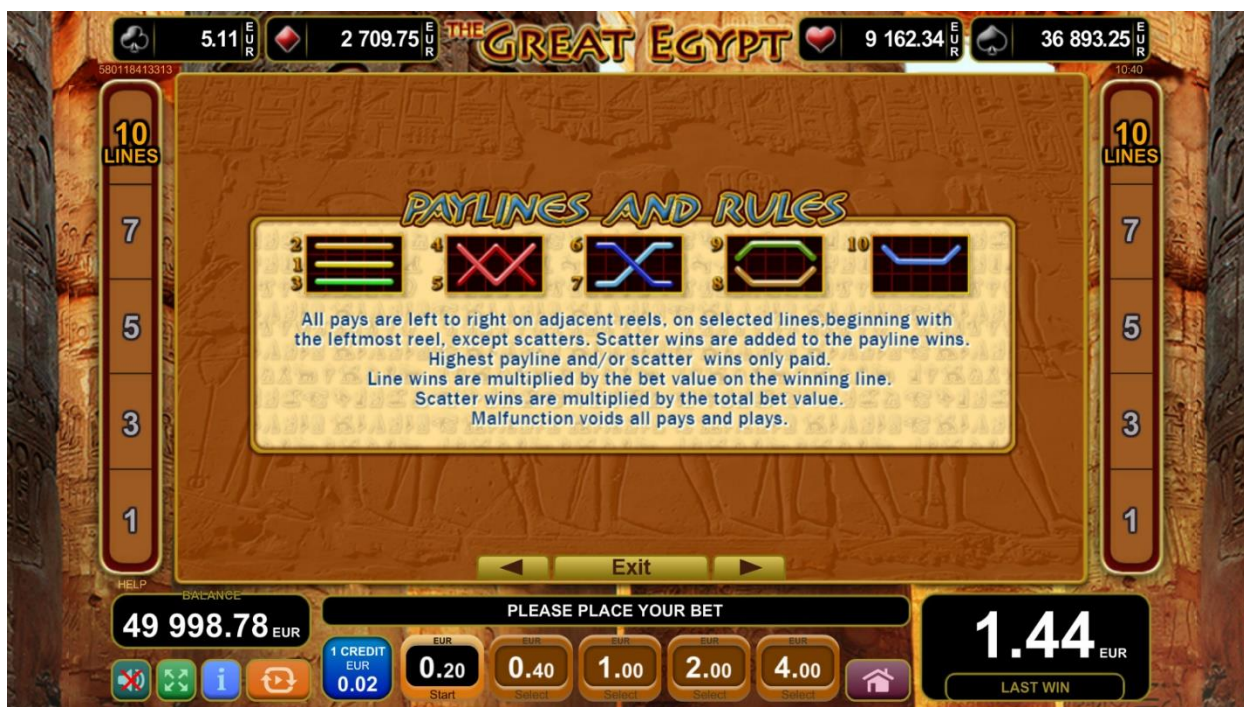 5.11 EUR
2 709.75 EUR
THE GREAT EGYPT
9 162.34 EUR
36 893.25 EUR
580118413313
10:40
10
LINES
7
5
3
1
10
LINES
7
5
3
1
PAYLINES AND RULES
2
1
3
4
5
6
7
9
8
10
All pays are left to right on adjacent reels, on selected lines,beginning with
the leftmost reel, except scatters. Scatter wins are added to the payline wins.
Highest payline and/or scatter wins only paid.
Line wins are multiplied by the bet value on the winning line.
Scatter wins are multiplied by the total bet value.
Malfunction voids all pays and plays.
Exit
HELP
BALANCE
49 998.78 EUR
PLEASE PLACE YOUR BET
1 CREDIT
EUR
0.02
EUR
0.20
Start
EUR
0.40
Select
EUR
1.00
Select
EUR
2.00
Select
EUR
4.00
Select
1.44 EUR
LAST WIN